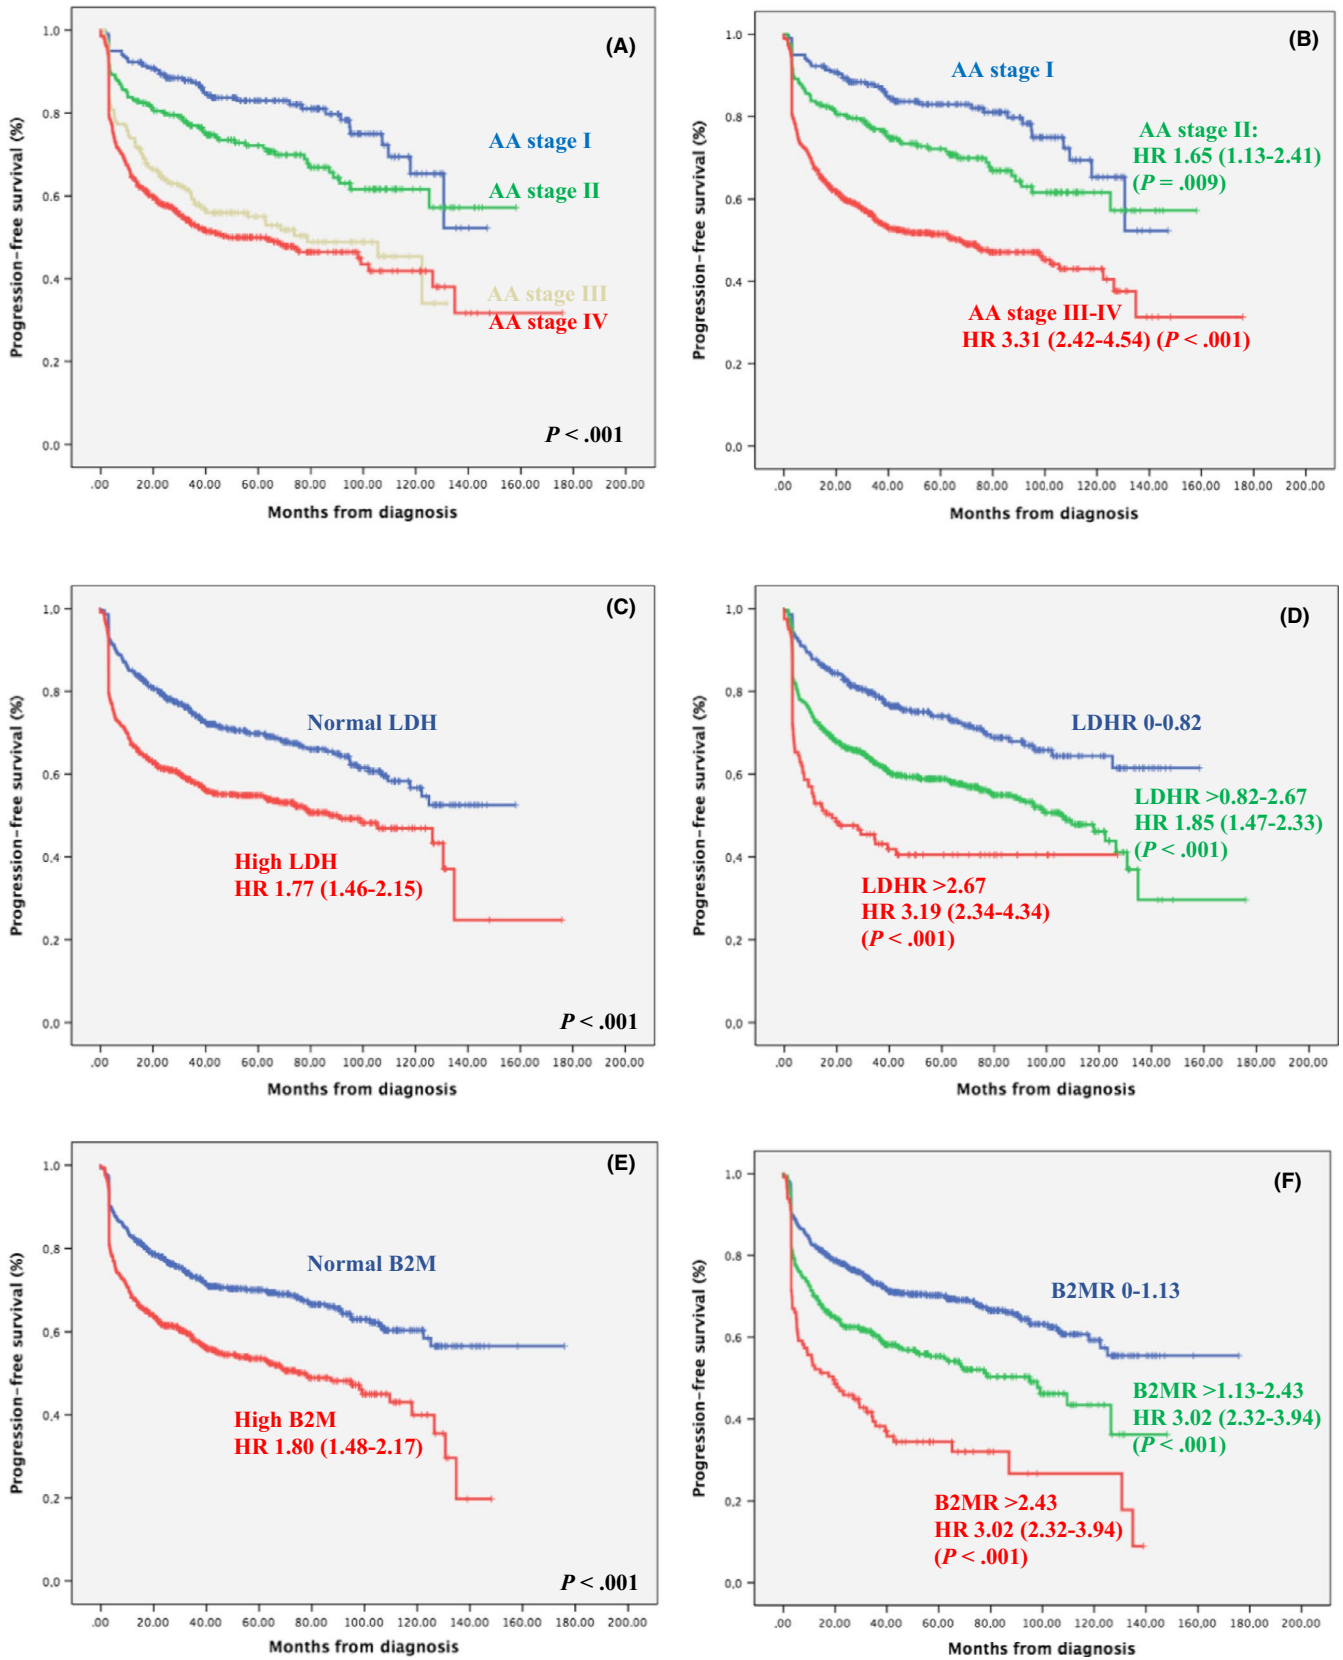 (A)
Progression-free survival (%)
1.0
0.8
0.6
0.4
0.2
0.0
AA stage I
AA stage II
AA stage III
AA stage IV
P < .001
.00 20.00 40.00 60.00 80.00 100.00 120.00 140.00 160.00 180.00 200.00
Months from diagnosis
(B)
Progression-free survival (%)
1.0
0.8
0.6
0.4
0.2
0.0
AA stage I
AA stage II:
HR 1.65 (1.13-2.41)
(P = .009)
AA stage III-IV
HR 3.31 (2.42-4.54) (P < .001)
.00 20.00 40.00 60.00 80.00 100.00 120.00 140.00 160.00 180.00 200.00
Months from diagnosis
(C)
Progression-free survival (%)
1,0
0,8
0,6
0,4
0,2
0,0
Normal LDH
High LDH
HR 1.77 (1.46-2.15)
P < .001
,00 20,00 40,00 60,00 80,00 100,00 120,00 140,00 160,00 180,00 200,00
Months from diagnosis
(D)
Progression-free survival (%)
1,0
0,8
0,6
0,4
0,2
0,0
LDHR 0-0.82
LDHR >0.82-2.67
HR 1.85 (1.47-2.33)
(P < .001)
LDHR >2.67
HR 3.19 (2.34-4.34)
(P < .001)
,00 20,00 40,00 60,00 80,00 100,00 120,00 140,00 160,00 180,00 200,00
Moths from diagnosis
(E)
Progression-free survival (%)
1.0
0,8
0,6
0,4
0,2
0,0
Normal B2M
High B2M
HR 1.80 (1.48-2.17)
P < .001
.00 20.00 40.00 60.00 80.00 100.00 120.00 140.00 160.00 180.00 200.00
Months from diagnosis
(F)
Progression-free survival (%)
1.0
0,8
0,6
0,4
0,2
0,0
B2MR 0-1.13
B2MR >1.13-2.43
HR 3.02 (2.32-3.94)
(P < .001)
B2MR >2.43
HR 3.02 (2.32-3.94)
(P < .001)
.00 20.00 40.00 60.00 80.00 100.00 120.00 140.00 160.00 180.00 200.00
Months from diagnosis